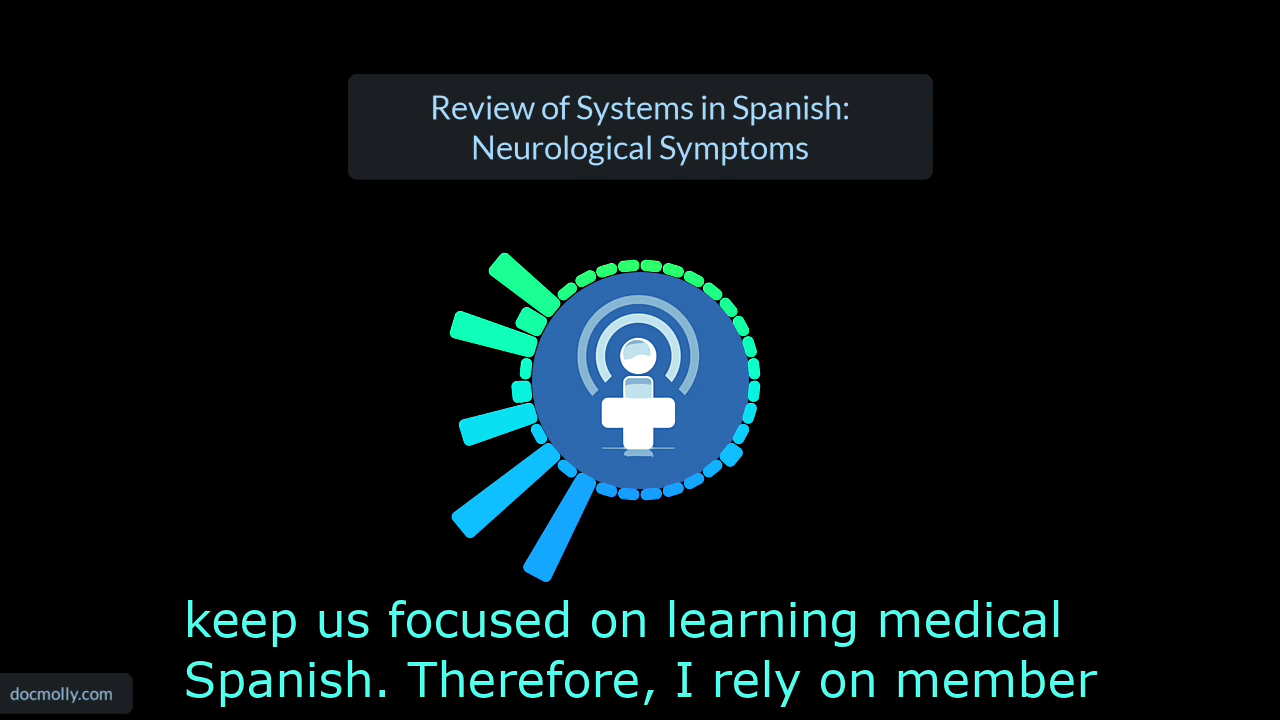 Review of Systems in Spanish:
Neurological Symptoms
keep us focused on learning medical
Spanish. Therefore, I rely on member
docmolly.com